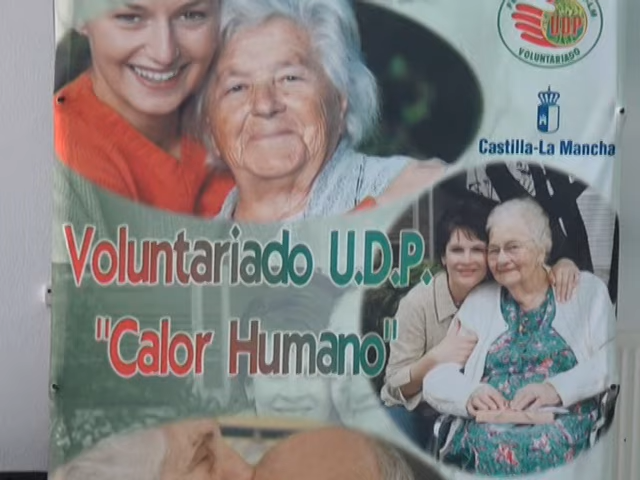 UDP
VOLUNTARIADO
Castilla-La Mancha
Voluntariado U.D.P.
"Calor Humano"